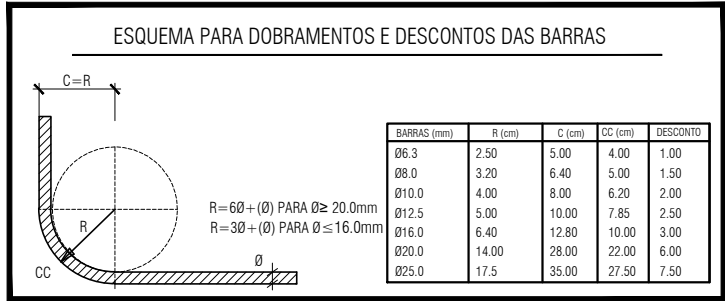 ESQUEMA PARA DOBRAMENTOS E DESCONTOS DAS BARRAS
C=R
R
CC
Ø
R=6Ø+(Ø) PARA Ø≥ 20.0mm
R=3Ø+(Ø) PARA Ø≤16.0mm
BARRAS (mm) R (cm) C (cm) CC (cm) DESCONTO
Ø6.3 2.50 5.00 4.00 1.00
Ø8.0 3.20 6.40 5.00 1.50
Ø10.0 4.00 8.00 6.20 2.00
Ø12.5 5.00 10.00 7.85 2.50
Ø16.0 6.40 12.80 10.00 3.00
Ø20.0 14.00 28.00 22.00 6.00
Ø25.0 17.5 35.00 27.50 7.50